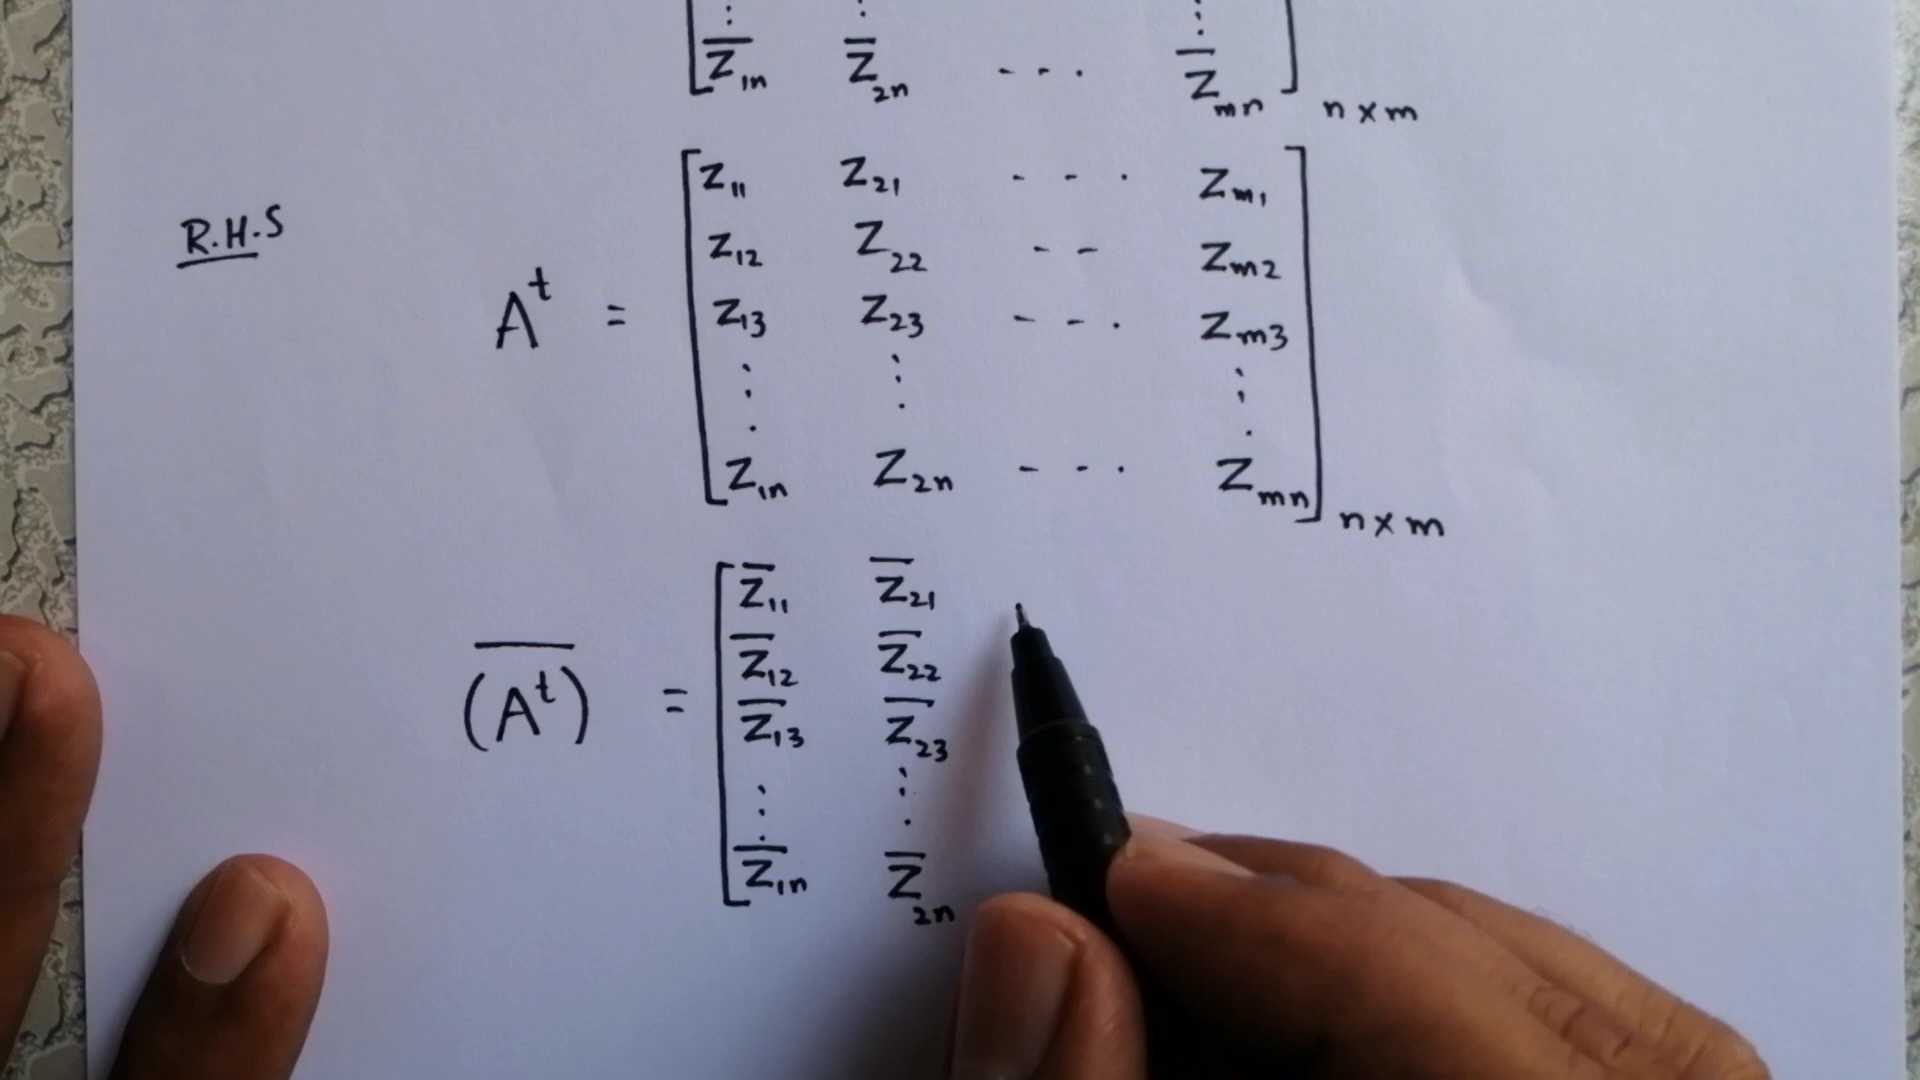 ⋮ ⋮ ⋮
z̅₁ₙ z̅₂ₙ --· z̅ₘₙ ] n×m
[ z₁₁ z₂₁ --· zₘ₁ ]
R.H.S
z₁₂ z₂₂ -- zₘ₂
Aᵗ = z₁₃ z₂₃ --· zₘ₃
⋮ ⋮ ⋮
z₁ₙ z₂ₙ --· zₘₙ ] n×m
[ z̅₁₁ z̅₂₁
z̅₁₂ z̅₂₂
\overline{(Aᵗ)} = z̅₁₃ z̅₂₃
⋮ ⋮
z̅₁ₙ z̅₂ₙ